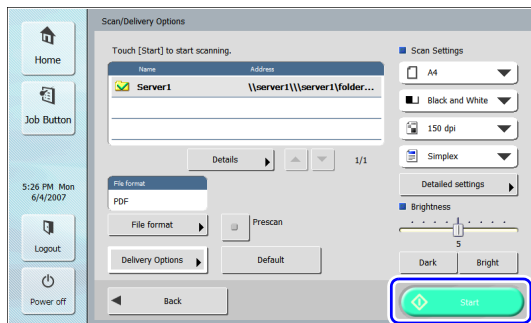 Scan/Delivery Options
Home
Job Button
5:26 PM Mon
6/4/2007
Logout
Power off
Touch [Start] to start scanning.
Name Address
Server1 \\server1\\\server1\folder...
Details 1/1
File format
PDF
File format
Prescan
Delivery Options
Default
Back
Scan Settings
A4
Black and White
150 dpi
Simplex
Detailed settings
Brightness
5
Dark Bright
Start